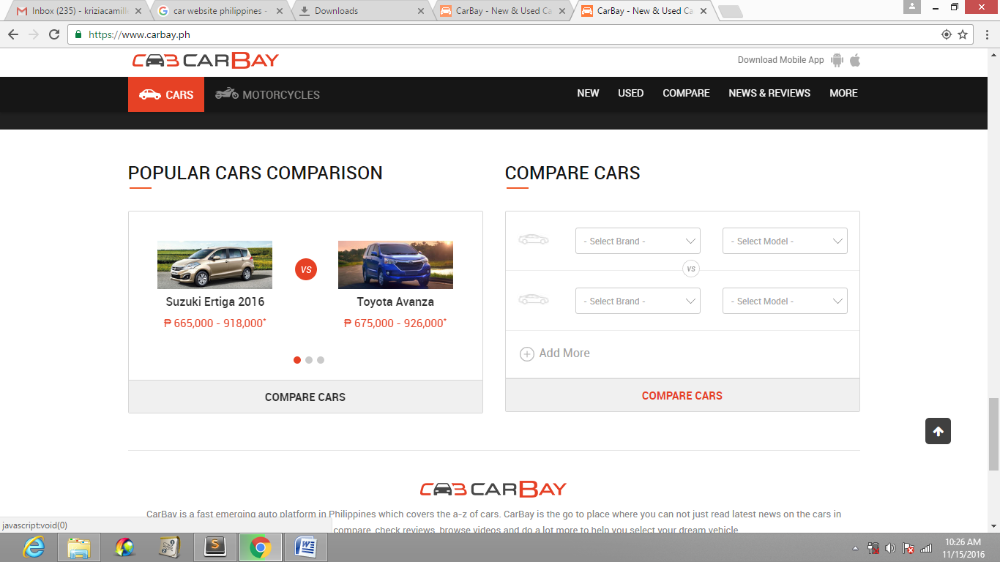 Inbox (235) - kriziacamille
car website philippines -
Downloads
CarBay - New & Used Ca
CarBay - New & Used Ca
https://www.carbay.ph
CARBAY
Download Mobile App
CARS
MOTORCYCLES
NEW
USED
COMPARE
NEWS & REVIEWS
MORE
POPULAR CARS COMPARISON
Suzuki Ertiga 2016
₱ 665,000 - 918,000*
VS
Toyota Avanza
₱ 675,000 - 926,000*
COMPARE CARS
COMPARE CARS
- Select Brand -
- Select Model -
VS
- Select Brand -
- Select Model -
Add More
COMPARE CARS
CARBAY
CarBay is a fast emerging auto platform in Philippines which covers the a-z of cars. CarBay is the go to place where you can not just read latest news on the cars in
compare, check reviews, browse videos and do a lot more to help you select your dream vehicle.
javascript:void(0)
10:26 AM
11/15/2016